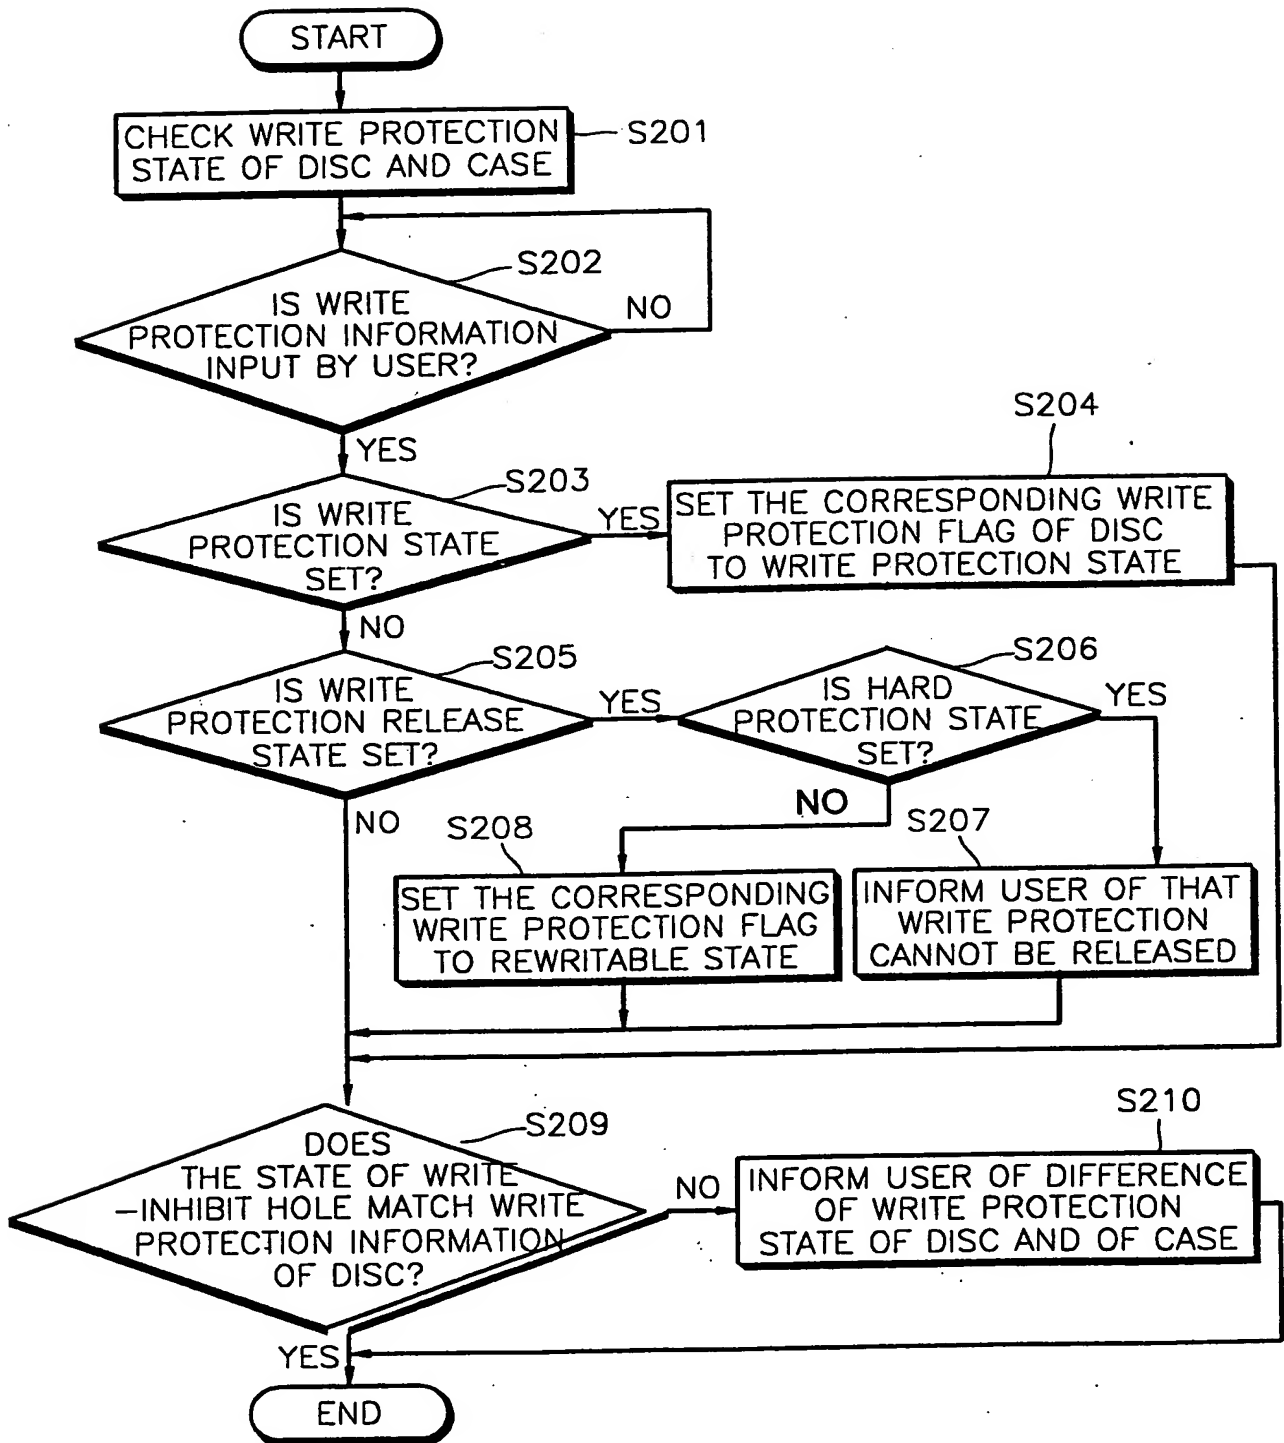 START
CHECK WRITE PROTECTION
STATE OF DISC AND CASE
S201
S202
IS WRITE
PROTECTION INFORMATION
INPUT BY USER?
NO
YES
S203
IS WRITE
PROTECTION STATE
SET?
YES
S204
SET THE CORRESPONDING WRITE
PROTECTION FLAG OF DISC
TO WRITE PROTECTION STATE
NO
S205
IS WRITE
PROTECTION RELEASE
STATE SET?
YES
S206
IS HARD
PROTECTION STATE
SET?
YES
NO
NO
S208
SET THE CORRESPONDING
WRITE PROTECTION FLAG
TO REWRITABLE STATE
S207
INFORM USER OF THAT
WRITE PROTECTION
CANNOT BE RELEASED
S209
DOES
THE STATE OF WRITE
-INHIBIT HOLE MATCH WRITE
PROTECTION INFORMATION
OF DISC?
NO
S210
INFORM USER OF DIFFERENCE
OF WRITE PROTECTION
STATE OF DISC AND OF CASE
YES
END